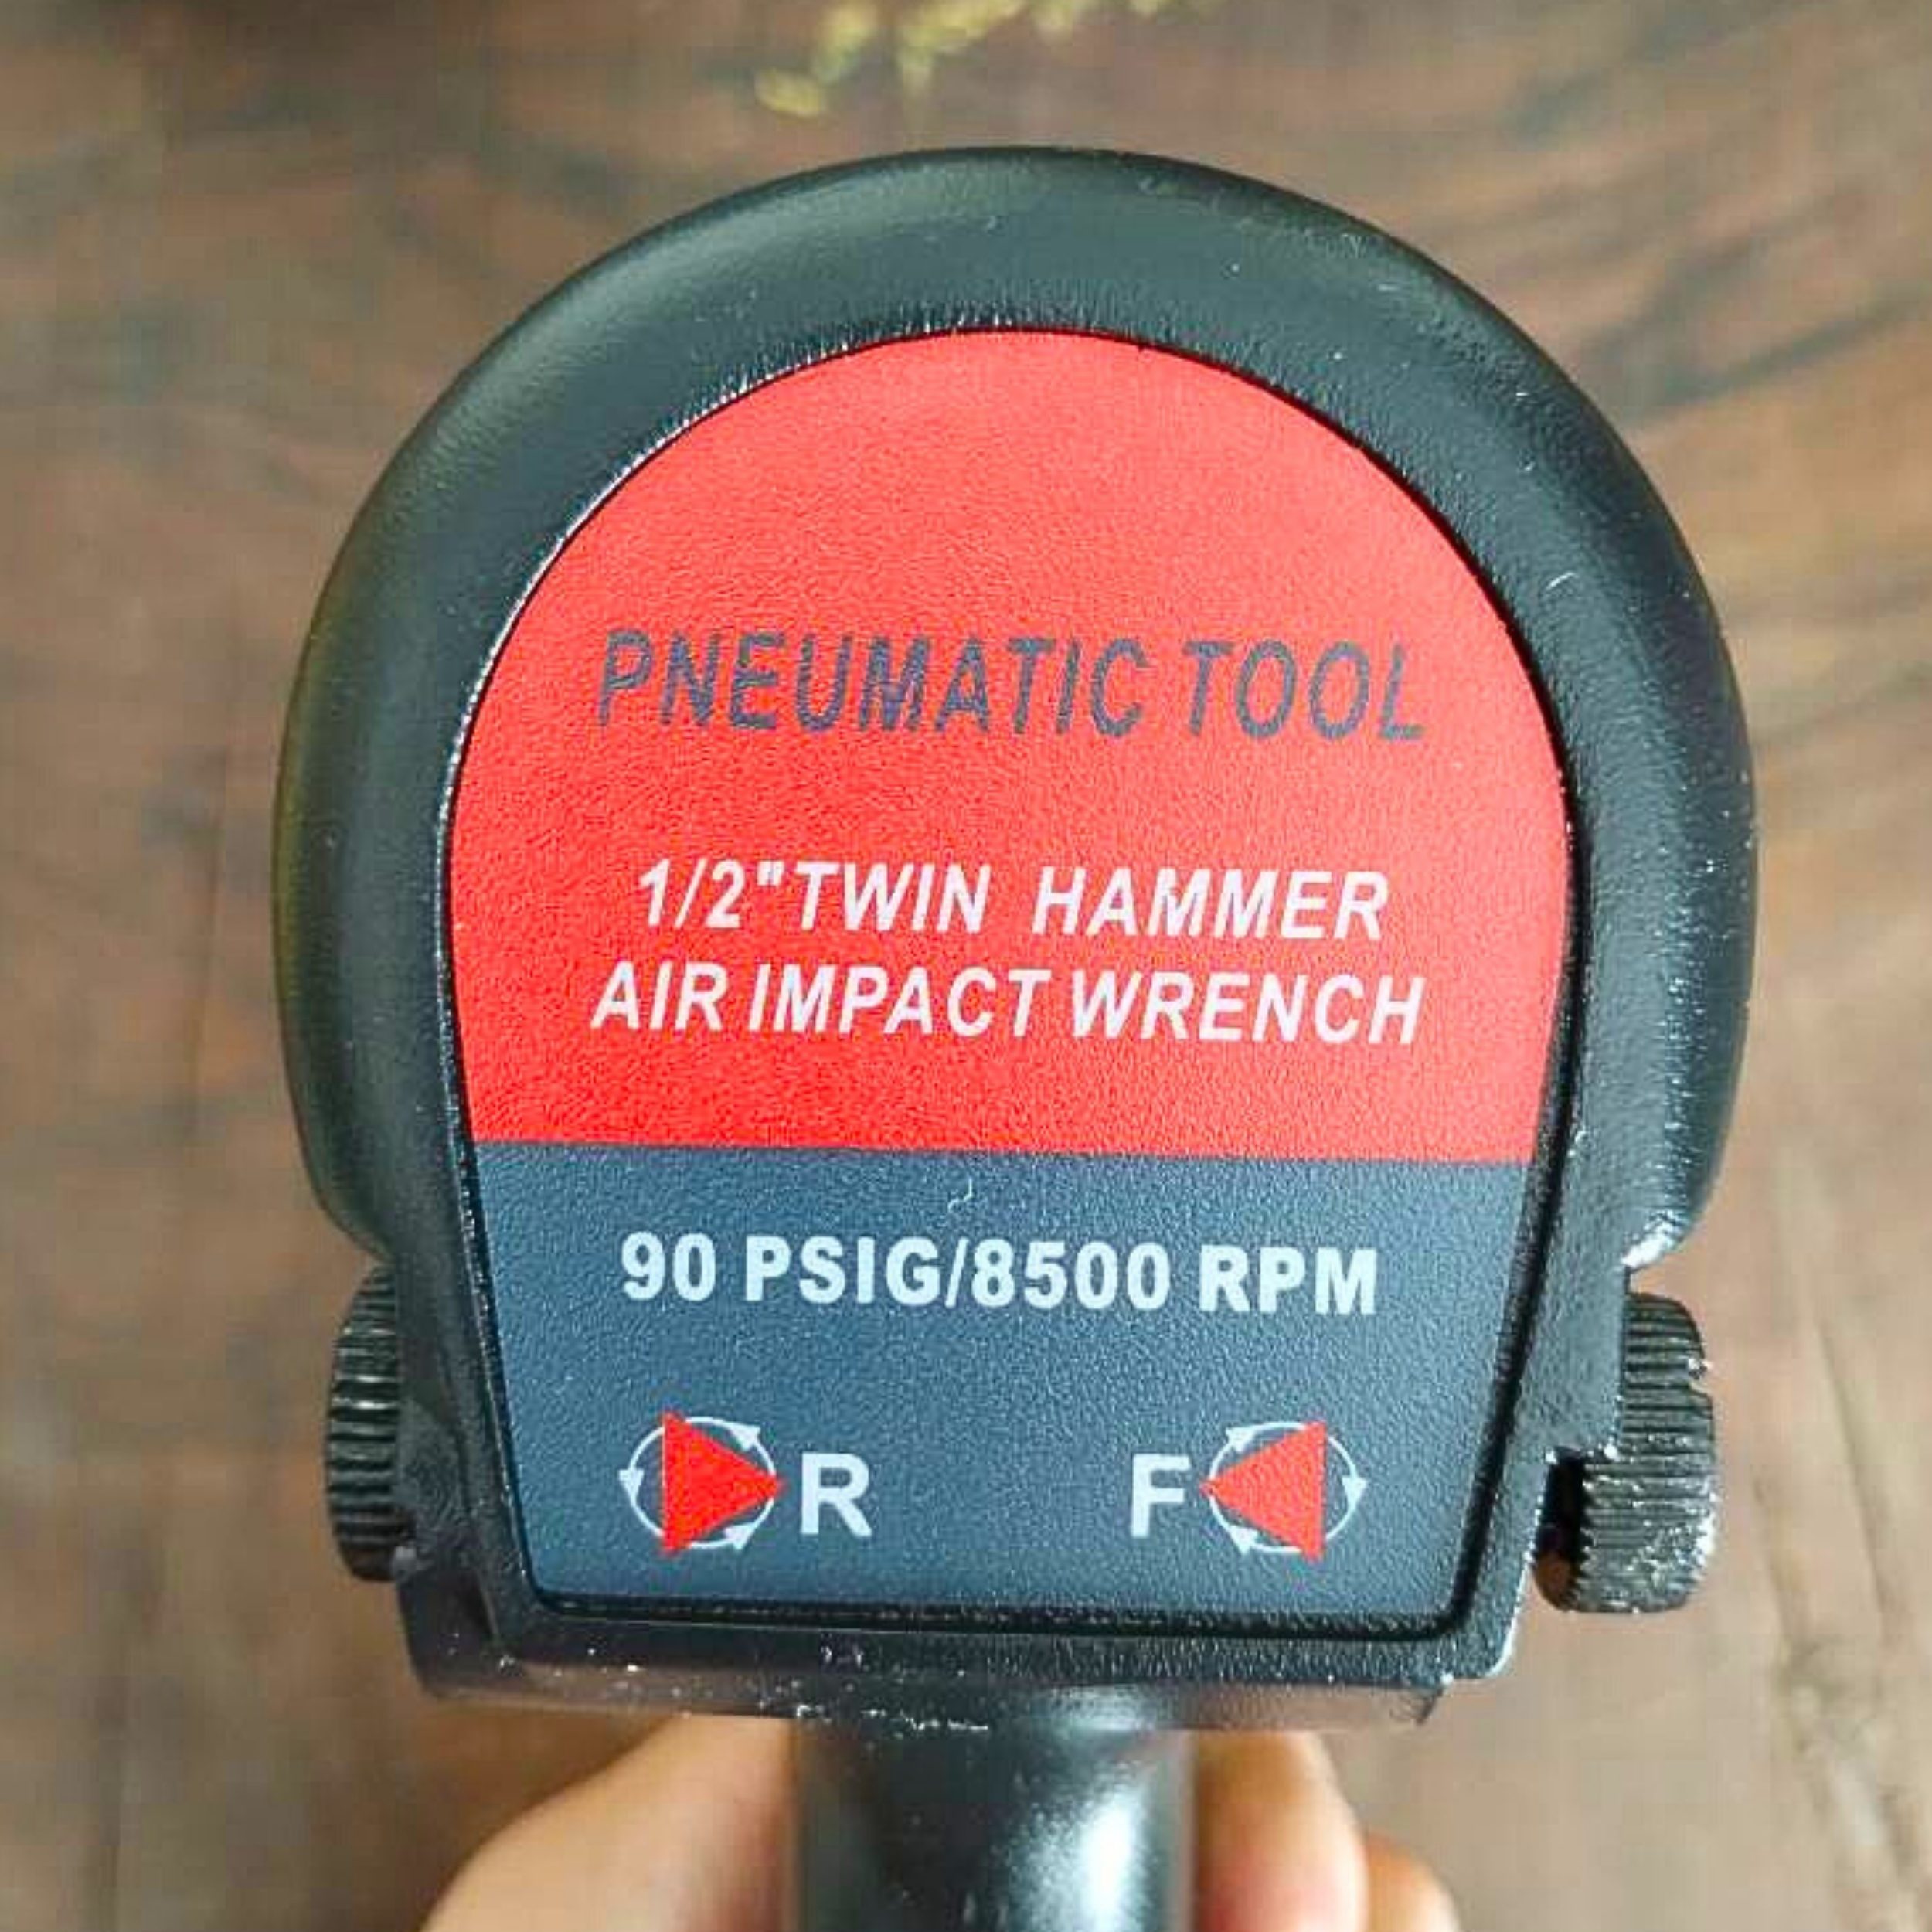 PNEUMATIC TOOL
1/2"TWIN HAMMER
AIR IMPACT WRENCH
90 PSIG/8500 RPM
R F